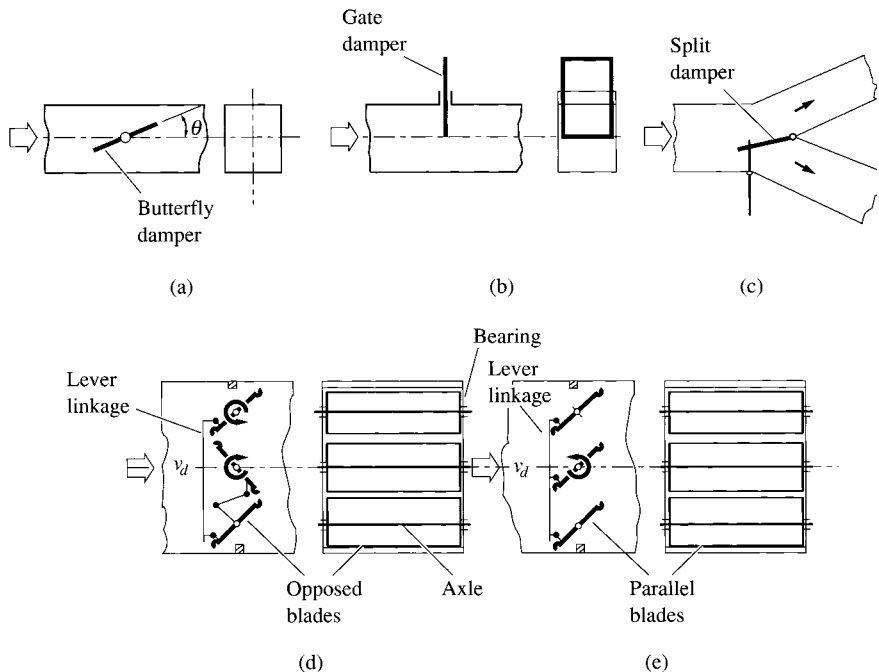 Gate
damper
Split
damper
θ
Butterfly
damper
(a)
(b)
(c)
Bearing
Lever
linkage
Lever
linkage
v_d
v_d
Opposed
blades
Axle
Parallel
blades
(d)
(e)